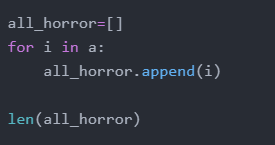 all_horror=[]
for i in a:
    all_horror.append(i)
len(all_horror)